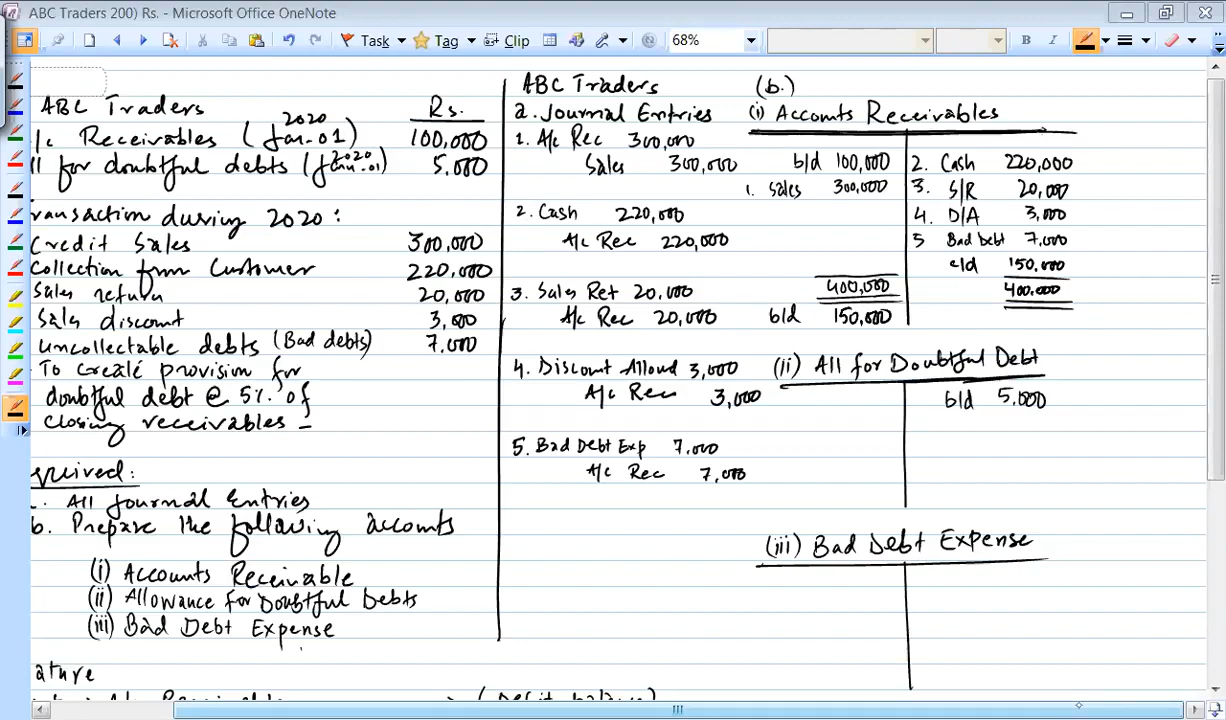 ABC Traders 200) Rs. - Microsoft Office OneNote
Task
Tag
Clip
68%
B I
ABC Traders Rs.
/c Receivables (Jan.01) 2020 100,000
ll for doubtful debts (Jan.01) 2020 5,000
ransaction during 2020 :
Credit Sales 300,000
Collection from Customer 220,000
Sales return 20,000
Sales discount 3,000
Uncollectable debts (Bad debts) 7,000
To create provision for
doubtful debt @ 5% of
closing receivables -
equired:
. All Journal Entries
b. Prepare the following accounts
(i) Accounts Receivable
(ii) Allowance for Doubtful Debts
(iii) Bad Debt Expense
ature
ABC Traders
a. Journal Entries
1. A/c Rec 300,000
Sales 300,000
2. Cash 220,000
A/c Rec 220,000
3. Sales Ret 20,000
A/c Rec 20,000
4. Discount Allowd 3,000
A/c Rec 3,000
5. Bad Debt Exp 7,000
A/c Rec 7,000
(b.)
(i) Accounts Receivables
b/d 100,000 2. Cash 220,000
1. Sales 300,000 3. S/R 20,000
4. D/A 3,000
5 Bad Debt 7,000
c/d 150,000
400,000 400,000
b/d 150,000
(ii) All for Doubtful Debt
b/d 5,000
(iii) Bad Debt Expense